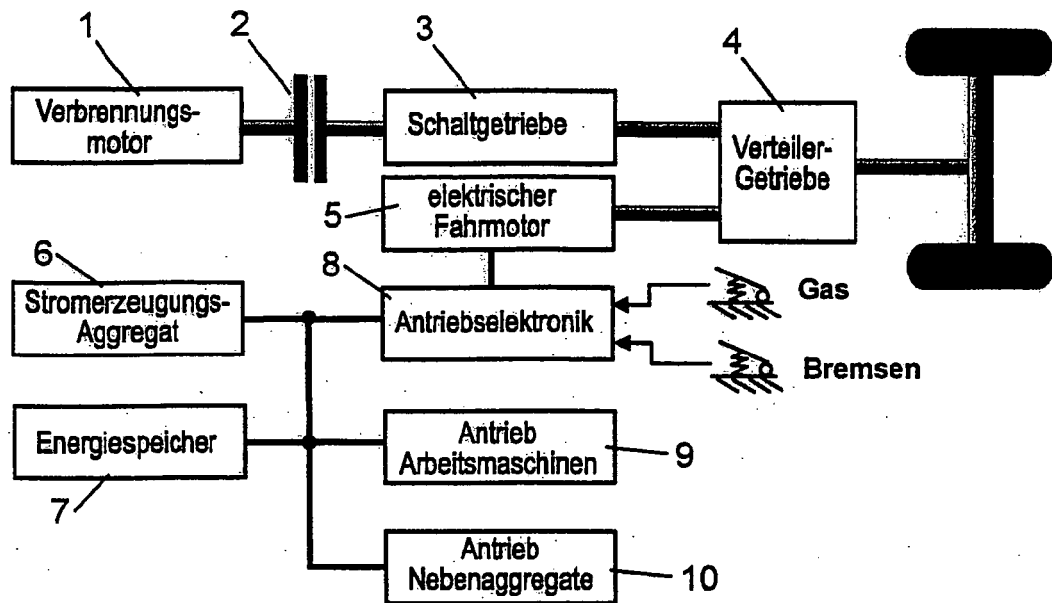 1
2
3
4
Verbrennungs-
motor
Schaltgetriebe
Verteiler-
Getriebe
5
elektrischer
Fahrmotor
6
Stromerzeugungs-
Aggregat
8
Antriebselektronik
Gas
Bremsen
Energiespeicher
7
Antrieb
Arbeitsmaschinen
9
Antrieb
Nebenaggregate
10